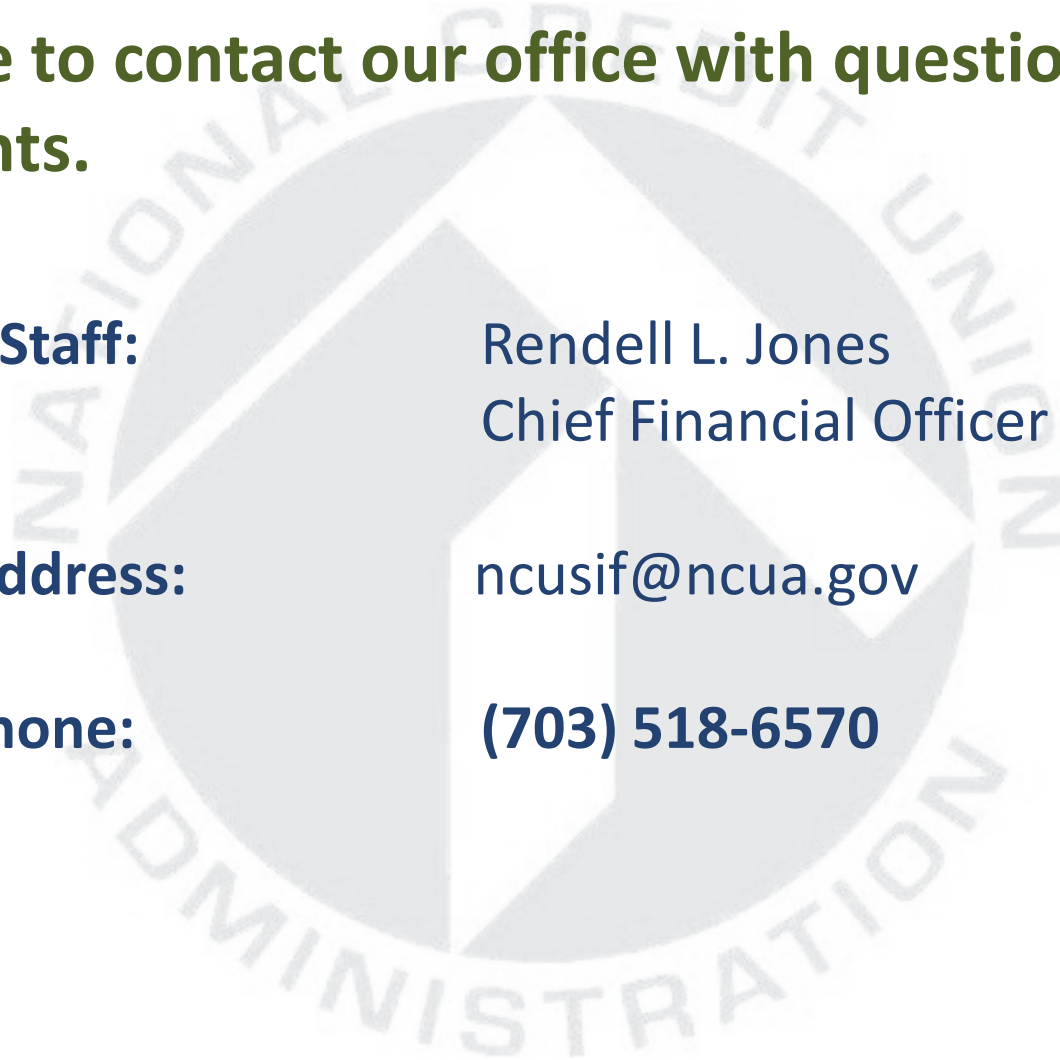 e to contact our office with questio
nts.
Staff: Rendell L. Jones
Chief Financial Officer
ddress: ncusif@ncua.gov
hone: (703) 518-6570
NATIONAL CREDIT UNION
ADMINISTRATION